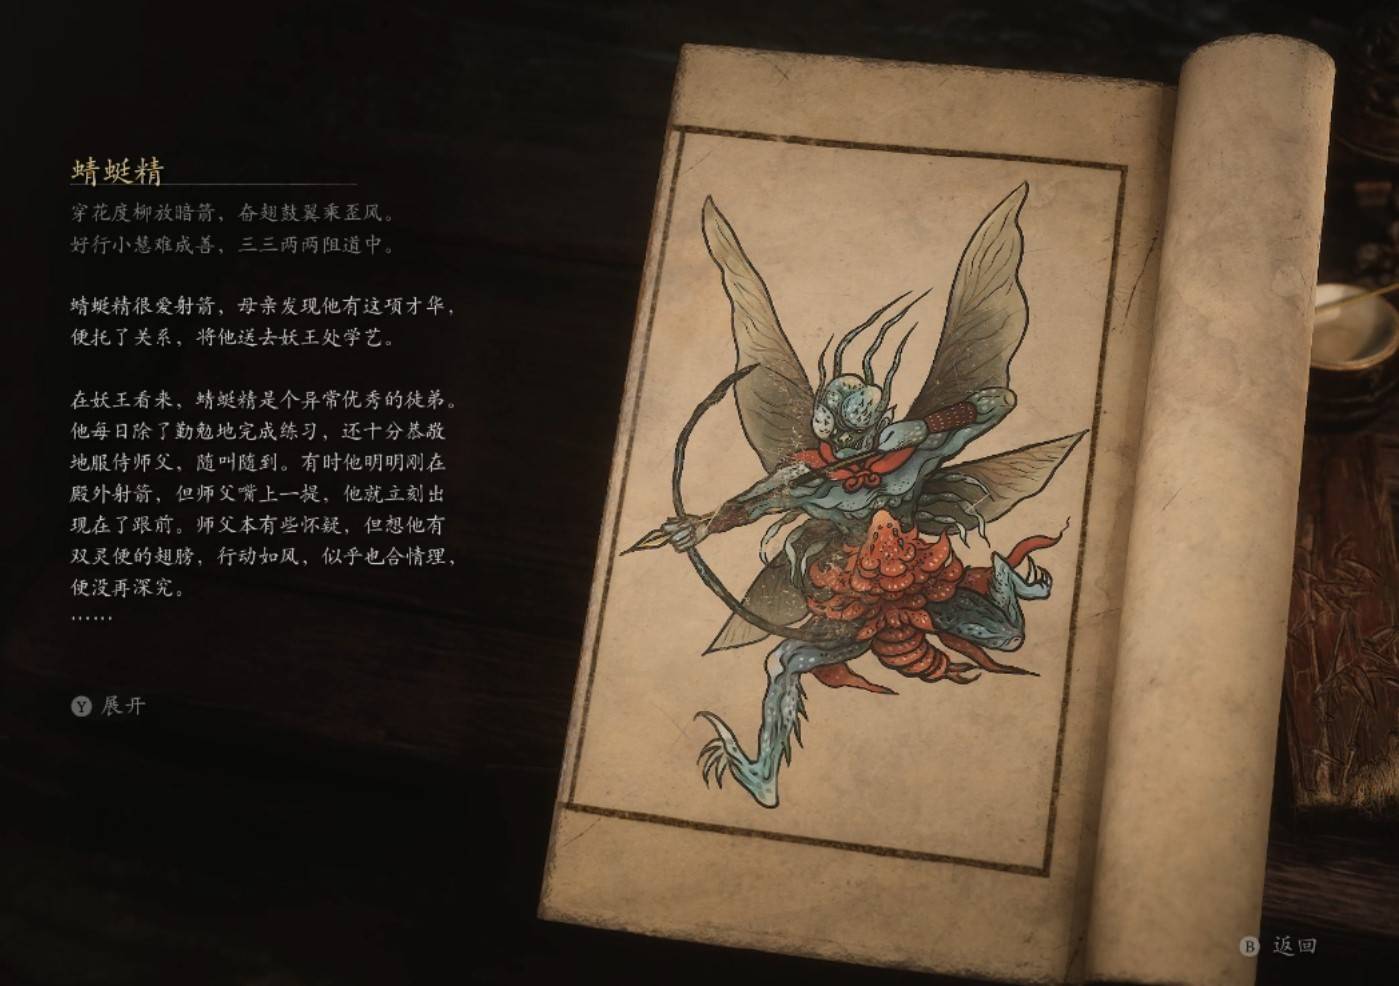 蜻蜓精
穿花度柳放暗箭，奋翅鼓翼乘歪风。
好行小慧难成善，三三两两阻道中。
蜻蜓精很爱射箭，母亲发现他有这项才华，
便托了关系，将他送去妖王处学艺。
在妖王看来，蜻蜓精是个异常优秀的徒弟。
他每日除了勤勉地完成练习，还十分恭敬
地服侍师父，随叫随到。有时他明明刚在
殿外射箭，但师父嘴上一提，他就立刻出
现在了跟前。师父本有些怀疑，但想他有
双灵便的翅膀，行动如风，似乎也合情理，
便没再深究。
······
Y 展开
B 返回